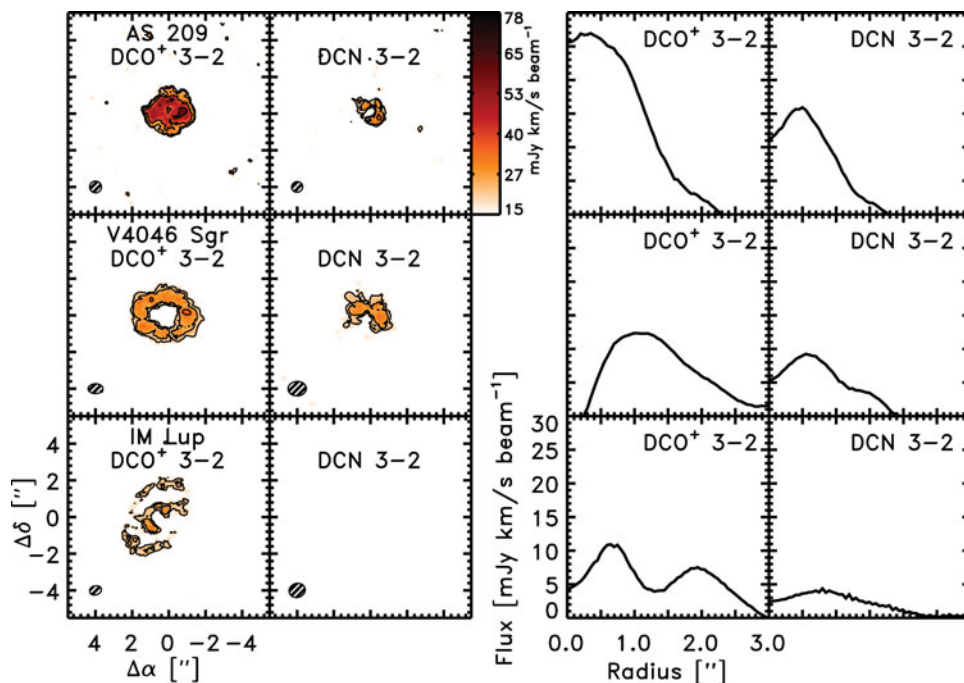 AS 209
DCO+ 3-2
DCN 3-2
78
65
53
40
27
15
mJy km/s beam−1
DCO+ 3-2
DCN 3-2
V4046 Sgr
DCO+ 3-2
DCN 3-2
DCO+ 3-2
DCN 3-2
IM Lup
DCO+ 3-2
DCN 3-2
4
2
0
−2
−4
Δδ ["]
4 2 0 −2 −4
Δα ["]
DCO+ 3-2
DCN 3-2
30
25
20
15
10
5
0
Flux [mJy km/s beam−1]
0.0 1.0 2.0 3.0
Radius ["]